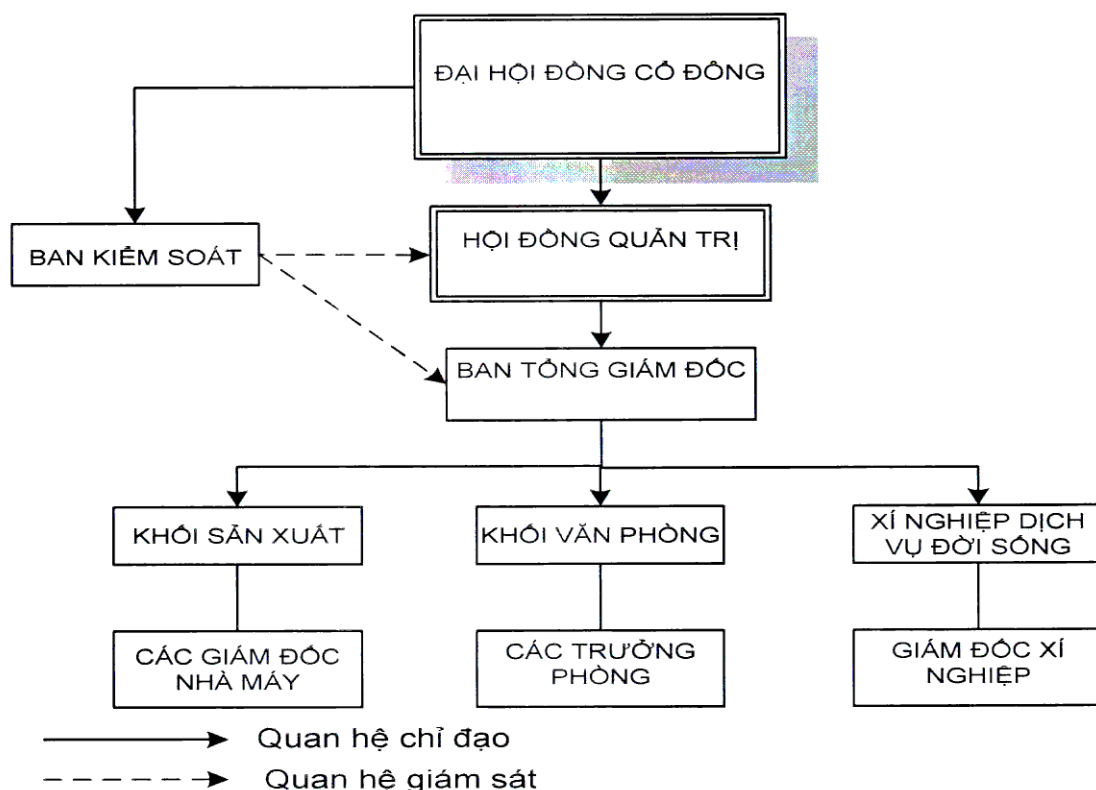 ĐẠI HỘI ĐỒNG CỔ ĐÔNG
BAN KIỂM SOÁT
HỘI ĐỒNG QUẢN TRỊ
BAN TỔNG GIÁM ĐỐC
KHỐI SẢN XUẤT
KHỐI VĂN PHÒNG
XÍ NGHIỆP DỊCH
VỤ ĐỜI SỐNG
CÁC GIÁM ĐỐC
NHÀ MÁY
CÁC TRƯỞNG
PHÒNG
GIÁM ĐỐC XÍ
NGHIỆP
Quan hệ chỉ đạo
Quan hệ giám sát